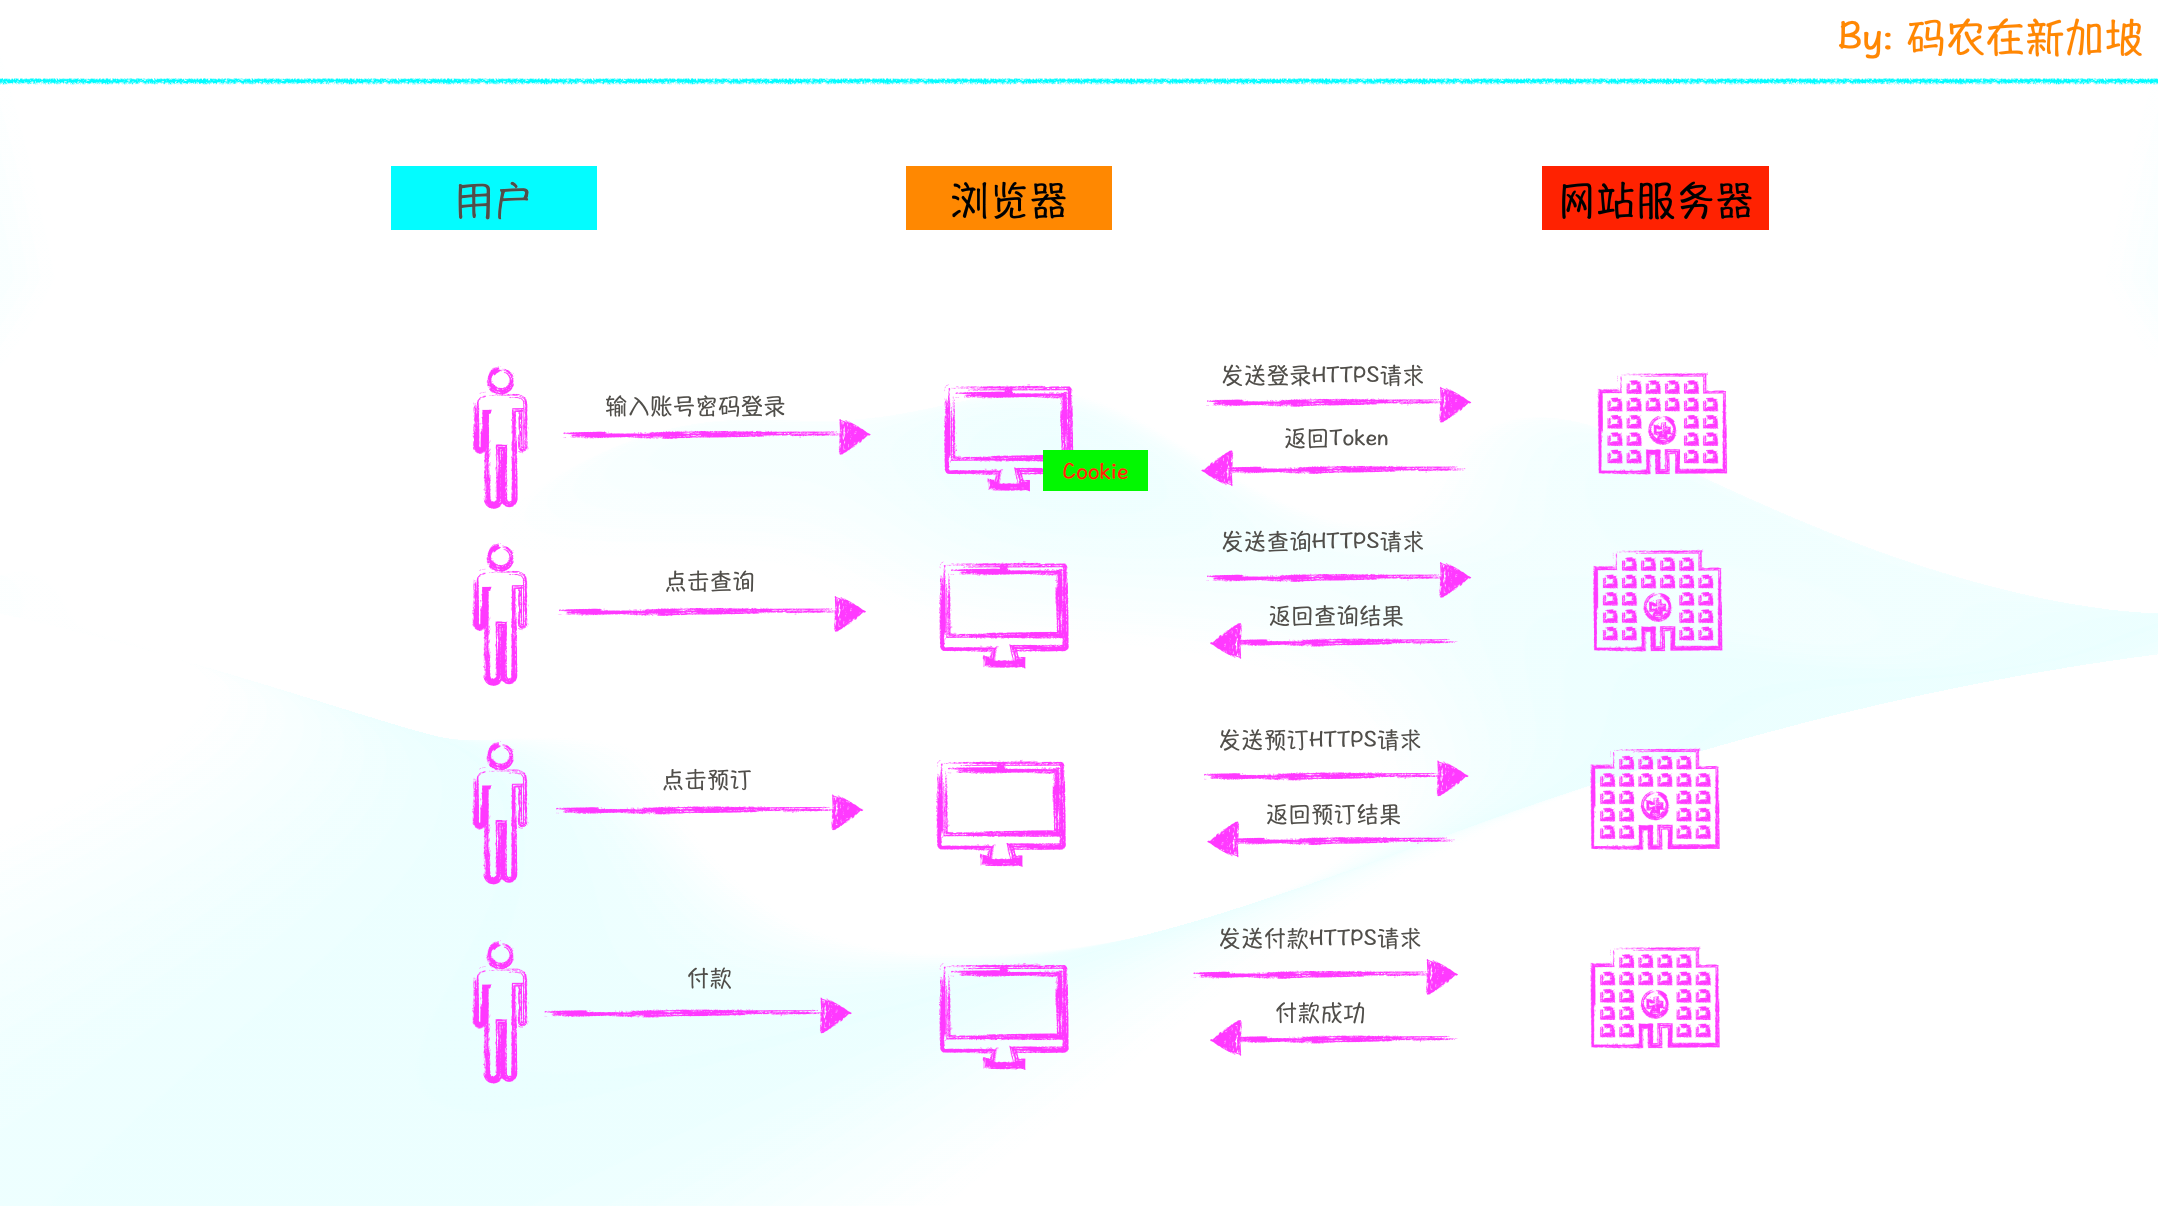 By: 码农在新加坡
用户
浏览器
网站服务器
输入账号密码登录
发送登录HTTPS请求
返回Token
Cookie
点击查询
发送查询HTTPS请求
返回查询结果
点击预订
发送预订HTTPS请求
返回预订结果
付款
发送付款HTTPS请求
付款成功